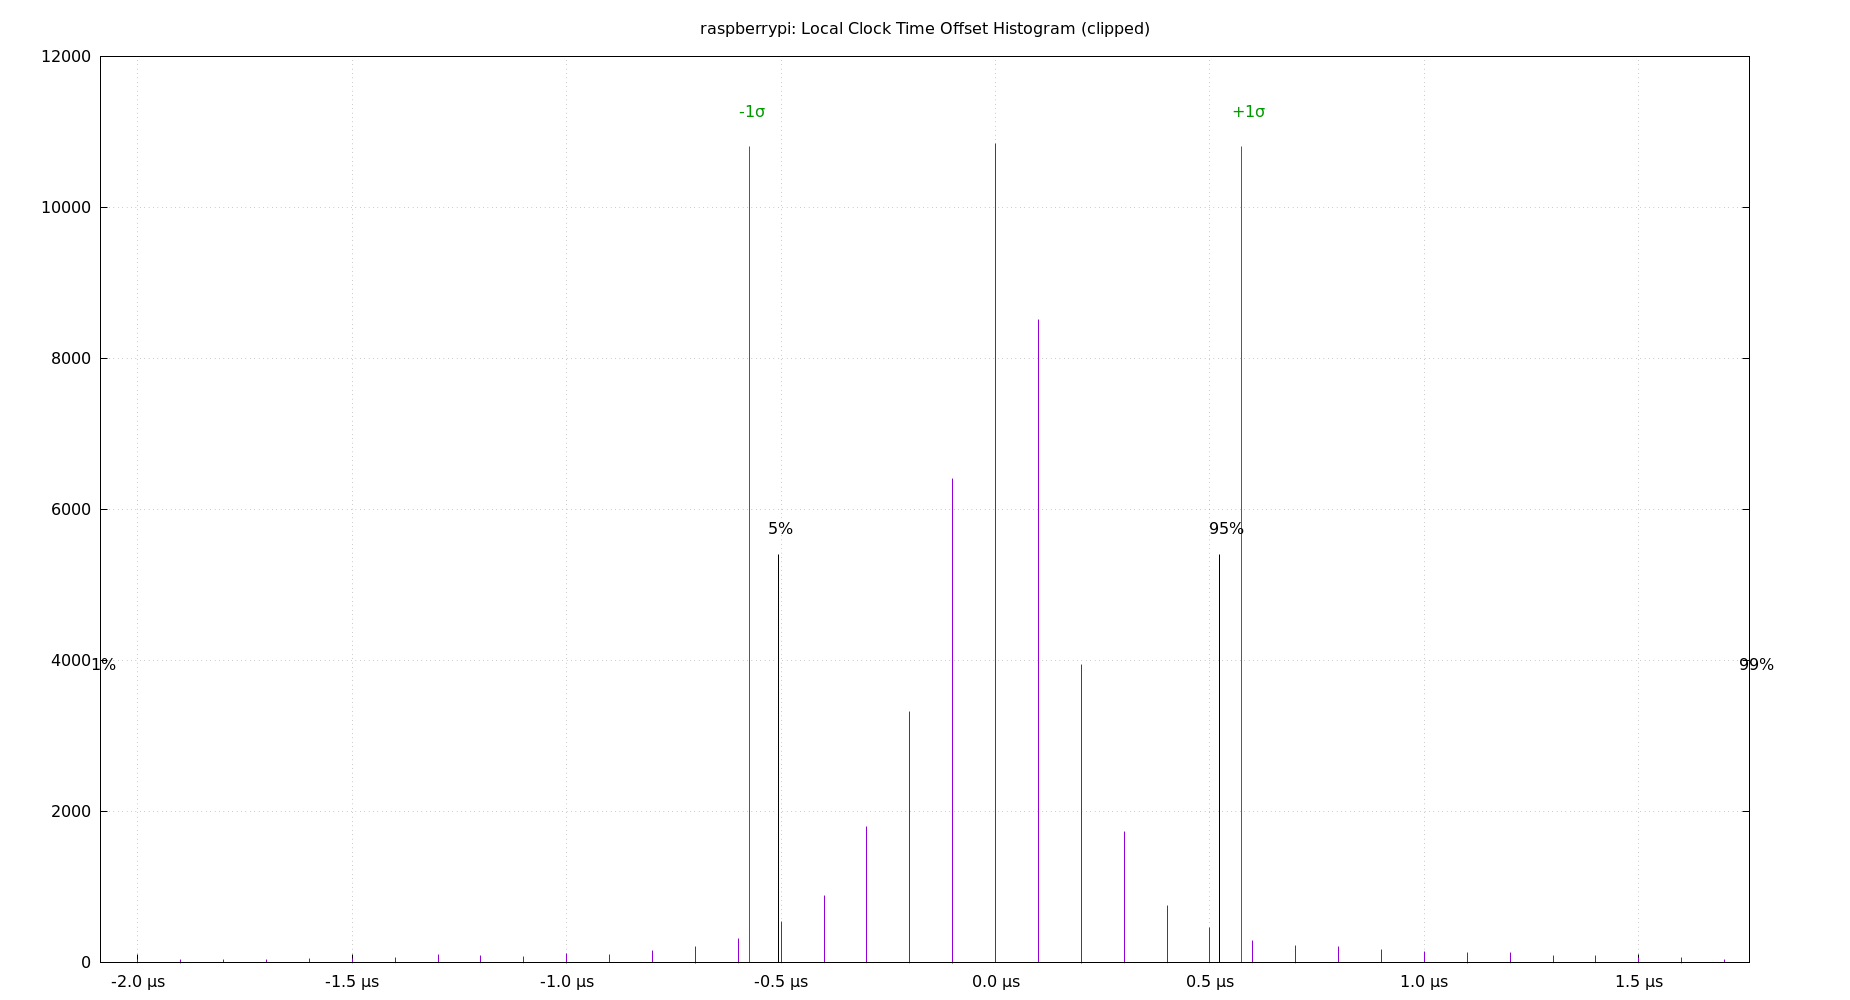 raspberrypi: Local Clock Time Offset Histogram (clipped)
12000
-1σ +1σ
10000
8000
6000
5% 95%
4000 1% 99%
2000
0
-2.0 µs -1.5 µs -1.0 µs -0.5 µs 0.0 µs 0.5 µs 1.0 µs 1.5 µs